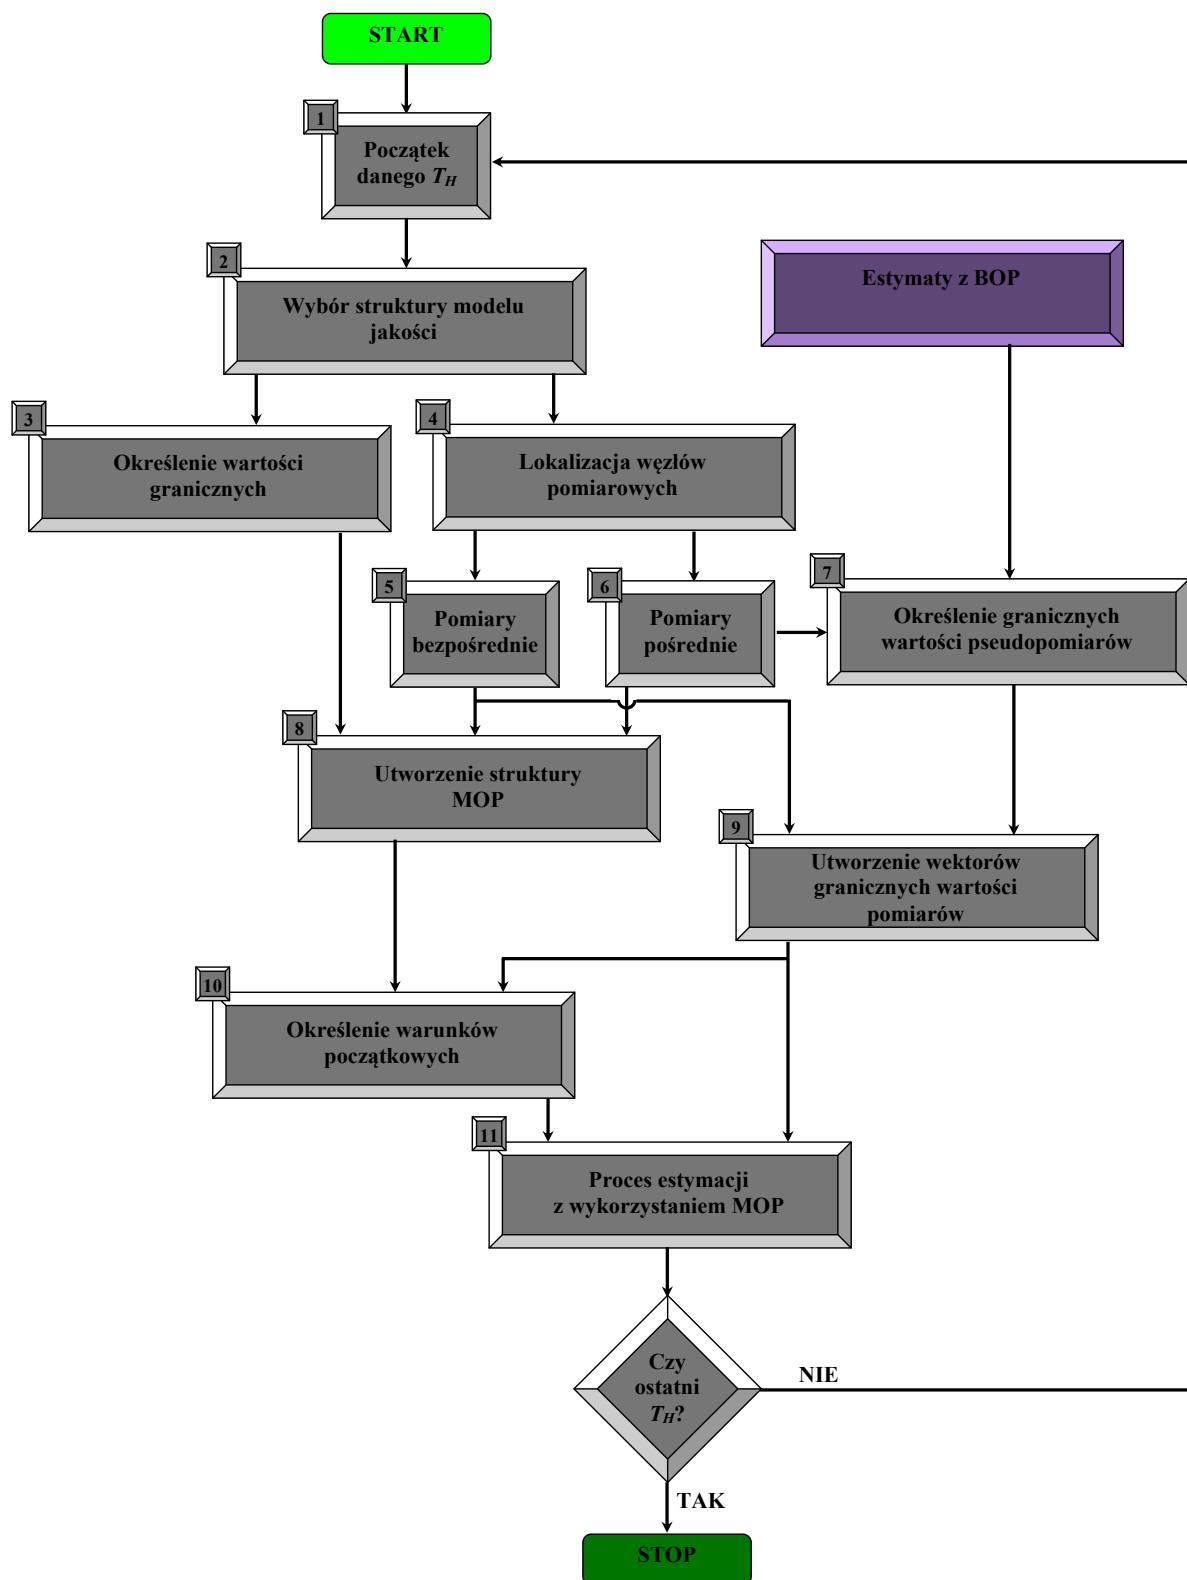 START
1
Początek
danego T_H
2
Wybór struktury modelu
jakości
Estymaty z BOP
3
Określenie wartości
granicznych
4
Lokalizacja węzłów
pomiarowych
5
Pomiary
bezpośrednie
6
Pomiary
pośrednie
7
Określenie granicznych
wartości pseudopomiarów
8
Utworzenie struktury
MOP
9
Utworzenie wektorów
granicznych wartości
pomiarów
10
Określenie warunków
początkowych
11
Proces estymacji
z wykorzystaniem MOP
Czy
ostatni
T_H?
NIE
TAK
STOP